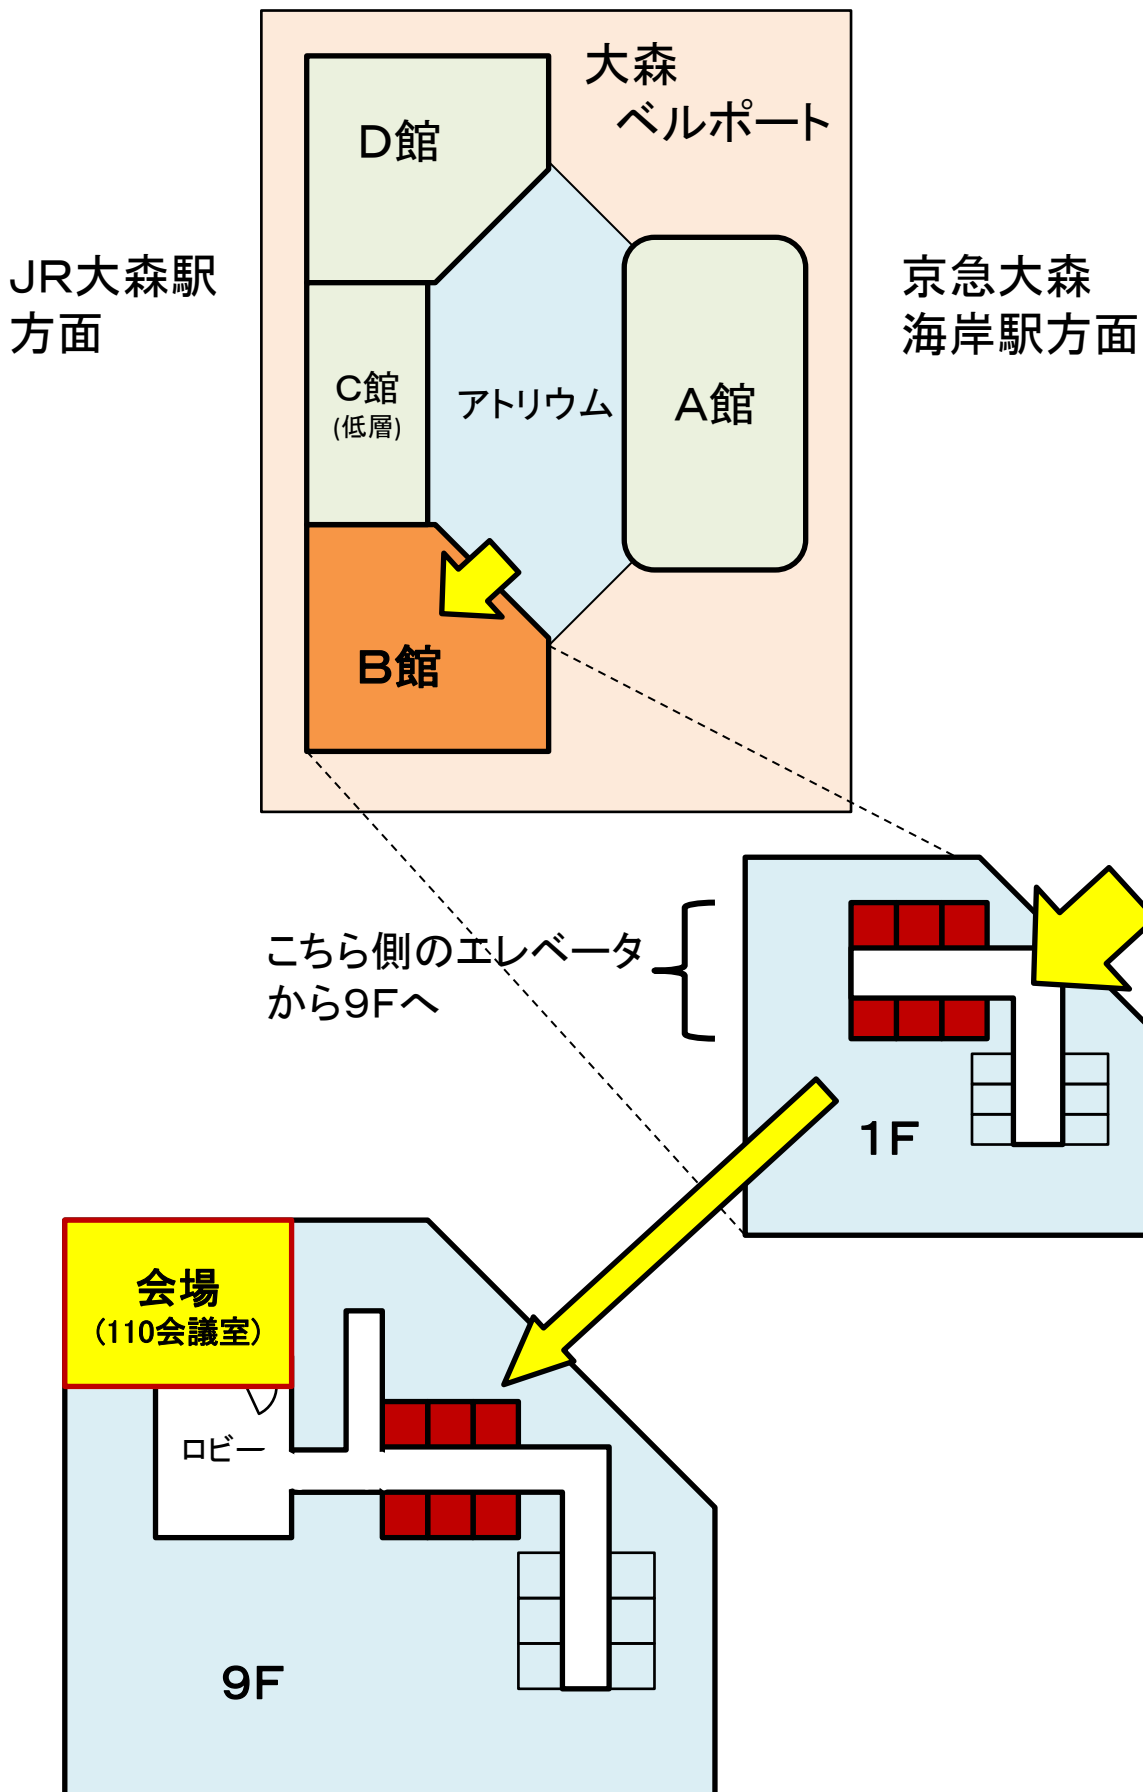 大森
ベルポート
D館
JR大森駅
方面
京急大森
海岸駅方面
C館
(低層)
アトリウム
A館
B館
こちら側のエレベータ
から9Fへ
1F
会場
(110会議室)
ロビー
9F